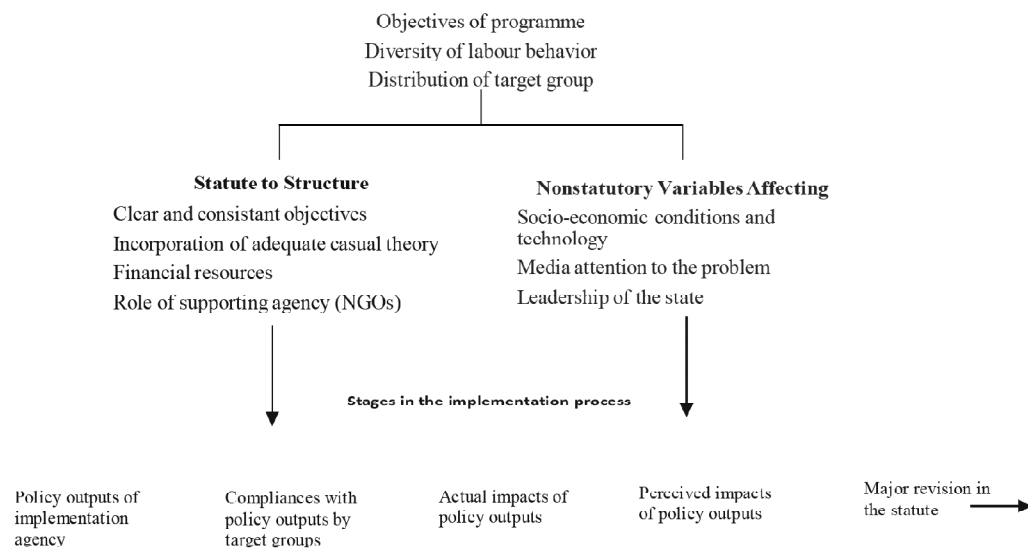 Objectives of programme
Diversity of labour behavior
Distribution of target group
Statute to Structure
Clear and consistant objectives
Incorporation of adequate casual theory
Financial resources
Role of supporting agency (NGOs)
Nonstatutory Variables Affecting
Socio-economic conditions and
technology
Media attention to the problem
Leadership of the state
Stages in the implementation process
Policy outputs of
implementation
agency
Compliances with
policy outputs by
target groups
Actual impacts of
policy outputs
Perceived impacts
of policy outputs
Major revision in
the statute